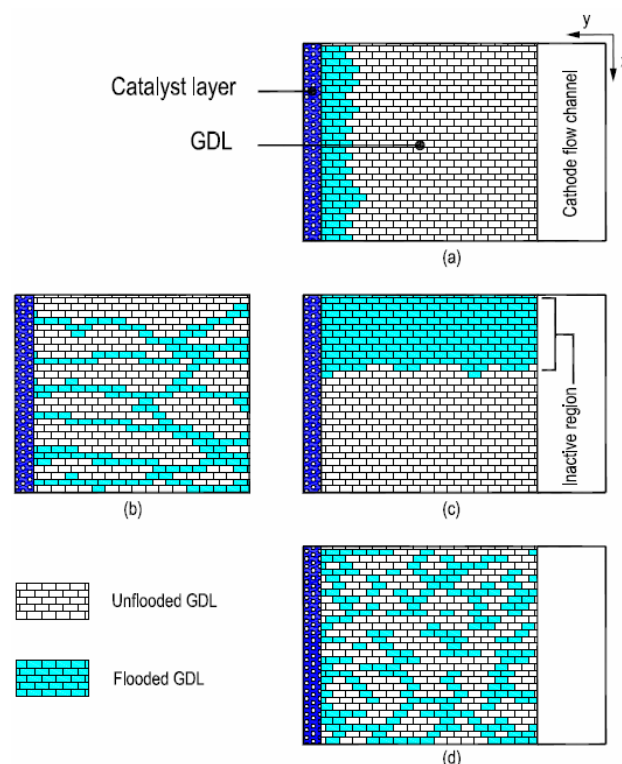 y
Catalyst layer
GDL
Cathode flow channel
(a)
Inactive region
(b)
(c)
Unflooded GDL
Flooded GDL
(d)